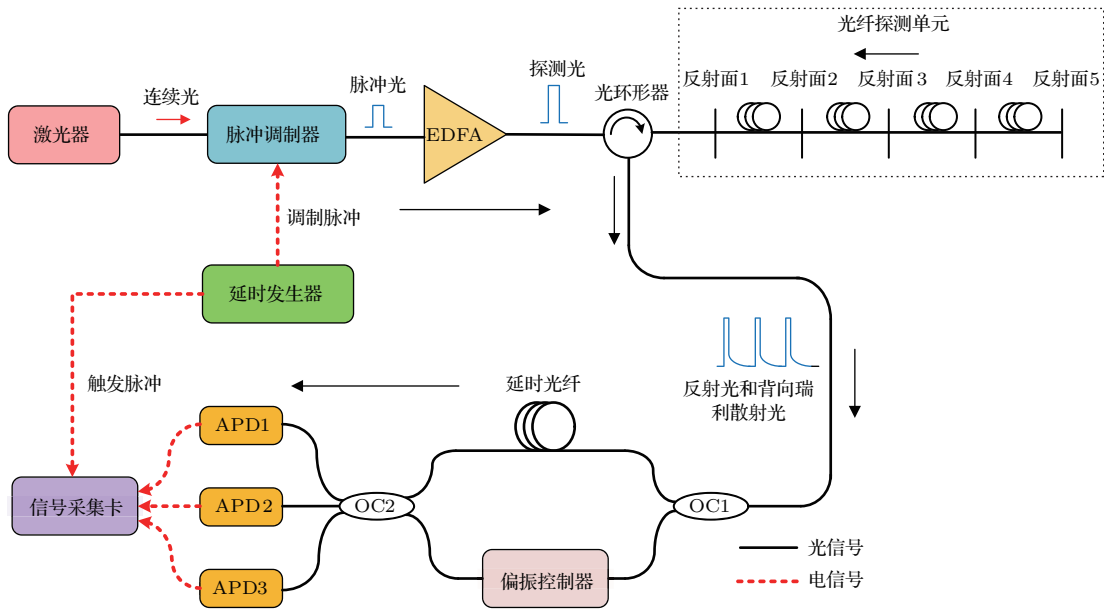 光纤探测单元
反射面1 反射面2 反射面3 反射面4 反射面5
连续光
脉冲光
探测光
光环形器
激光器
脉冲调制器
EDFA
调制脉冲
延时发生器
触发脉冲
反射光和背向瑞
利散射光
延时光纤
APD1
APD2
APD3
信号采集卡
OC2
OC1
偏振控制器
光信号
电信号